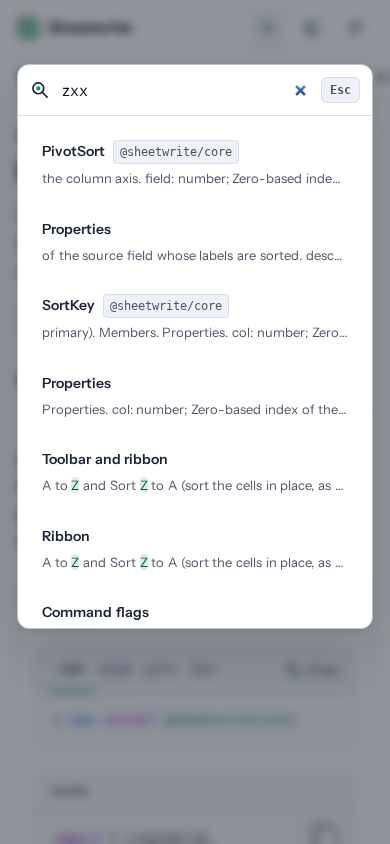 Sheetwrite
zxx
Esc
PivotSort @sheetwrite/core
the column axis. field: number; Zero-based inde...
Properties
of the source field whose labels are sorted. desc...
SortKey @sheetwrite/core
primary). Members. Properties. col: number; Zero...
Properties
Properties. col: number; Zero-based index of the...
Toolbar and ribbon
A to Z and Sort Z to A (sort the cells in place, as ...
Ribbon
A to Z and Sort Z to A (sort the cells in place, as ...
Command flags